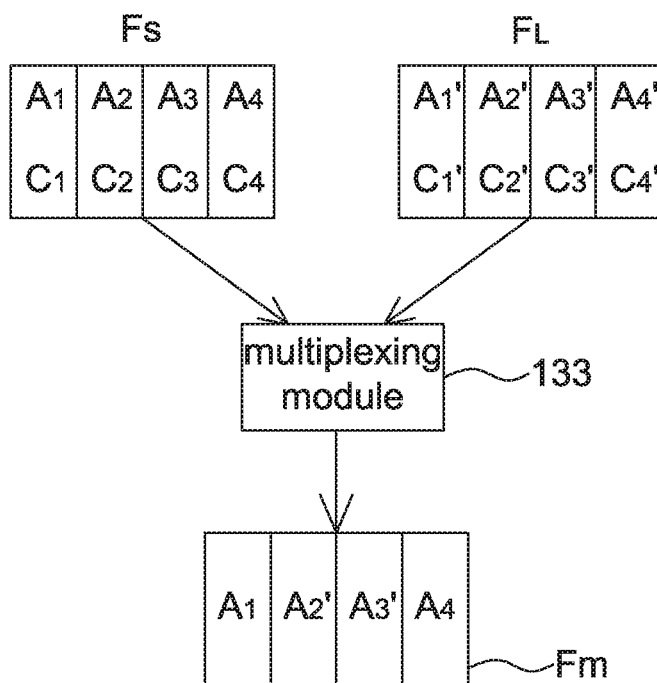 Fs FL
A1 A2 A3 A4 A1' A2' A3' A4'
C1 C2 C3 C4 C1' C2' C3' C4'
multiplexing
module
133
A1 A2' A3' A4
Fm